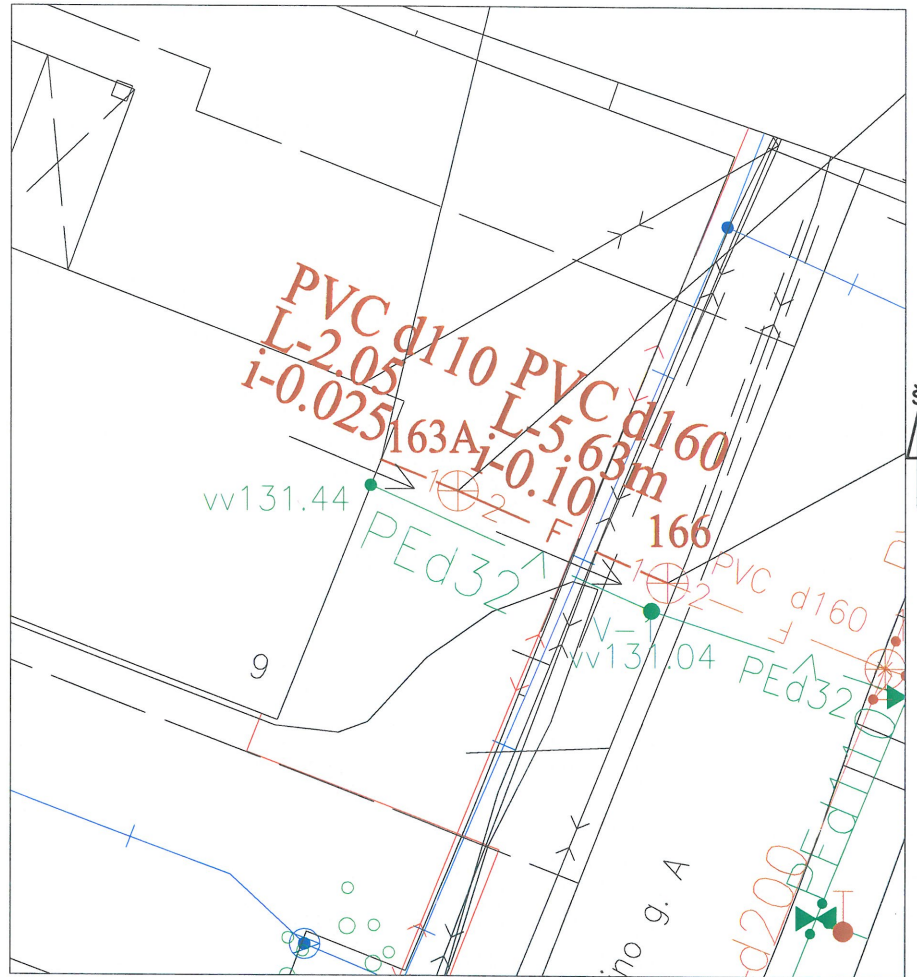 PVC d110
L-2.05
i-0.025
PVC d160
L-5.63m
i-0.10
163A
1
2
F
vv131.44
PEd32
166
1
2
PVC d160
F
V-1
vv131.04
PEd32
9
PEd110
d200
T
no g. A